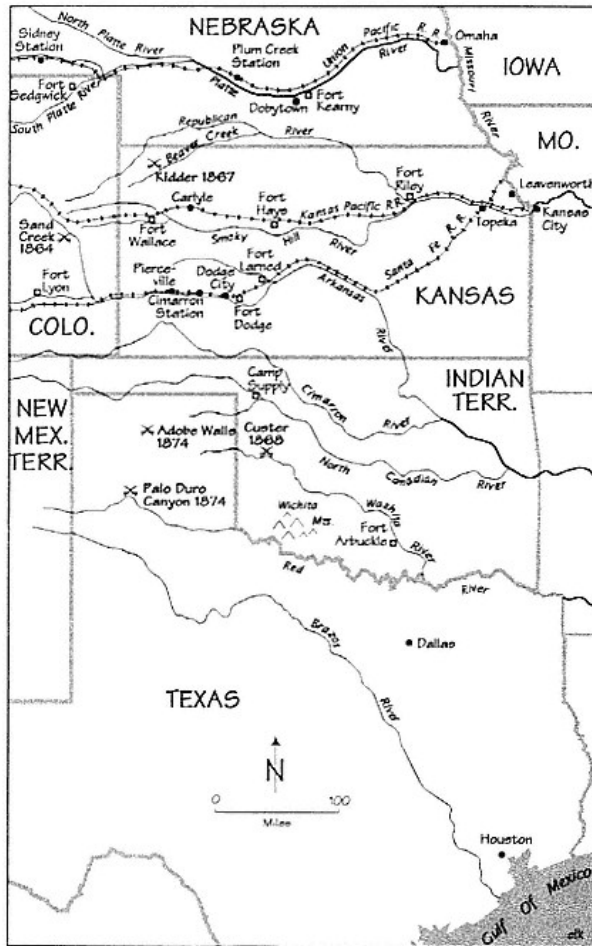 NEBRASKA
North Platte River
Sidney
Station
Plum Creek
Station
Union Pacific R. R.
Omaha
Missouri
River
IOWA
Fort
Sedgwick
South Platte River
Platte
River
Dobytown
Fort
Kearny
Republican
River
Beaver Creek
Kidder 1867
MO.
Leavenworth
Fort
Riley
Carlyle
Fort
Hays
Kansas Pacific R.R.
Topeka
Kansas
City
Sand
Creek
1864
Fort
Wallace
Smoky
Hill
River
Fort
Lyon
Pierce-
ville
Dodge
City
Fort
Larned
Santa Fe R. R.
Arkansas
River
Cimarron
Station
Fort
Dodge
KANSAS
COLO.
Camp
Supply
INDIAN
TERR.
Cimarron
River
NEW
MEX.
TERR.
Adobe Walls
1874
Custer
1868
North
Canadian
River
Palo Duro
Canyon 1874
Wichita
Mts.
Washita
River
Fort
Arbuckle
Red
River
Brazos
River
Dallas
TEXAS
N
0 100
Miles
Houston
Gulf Of Mexico
elk